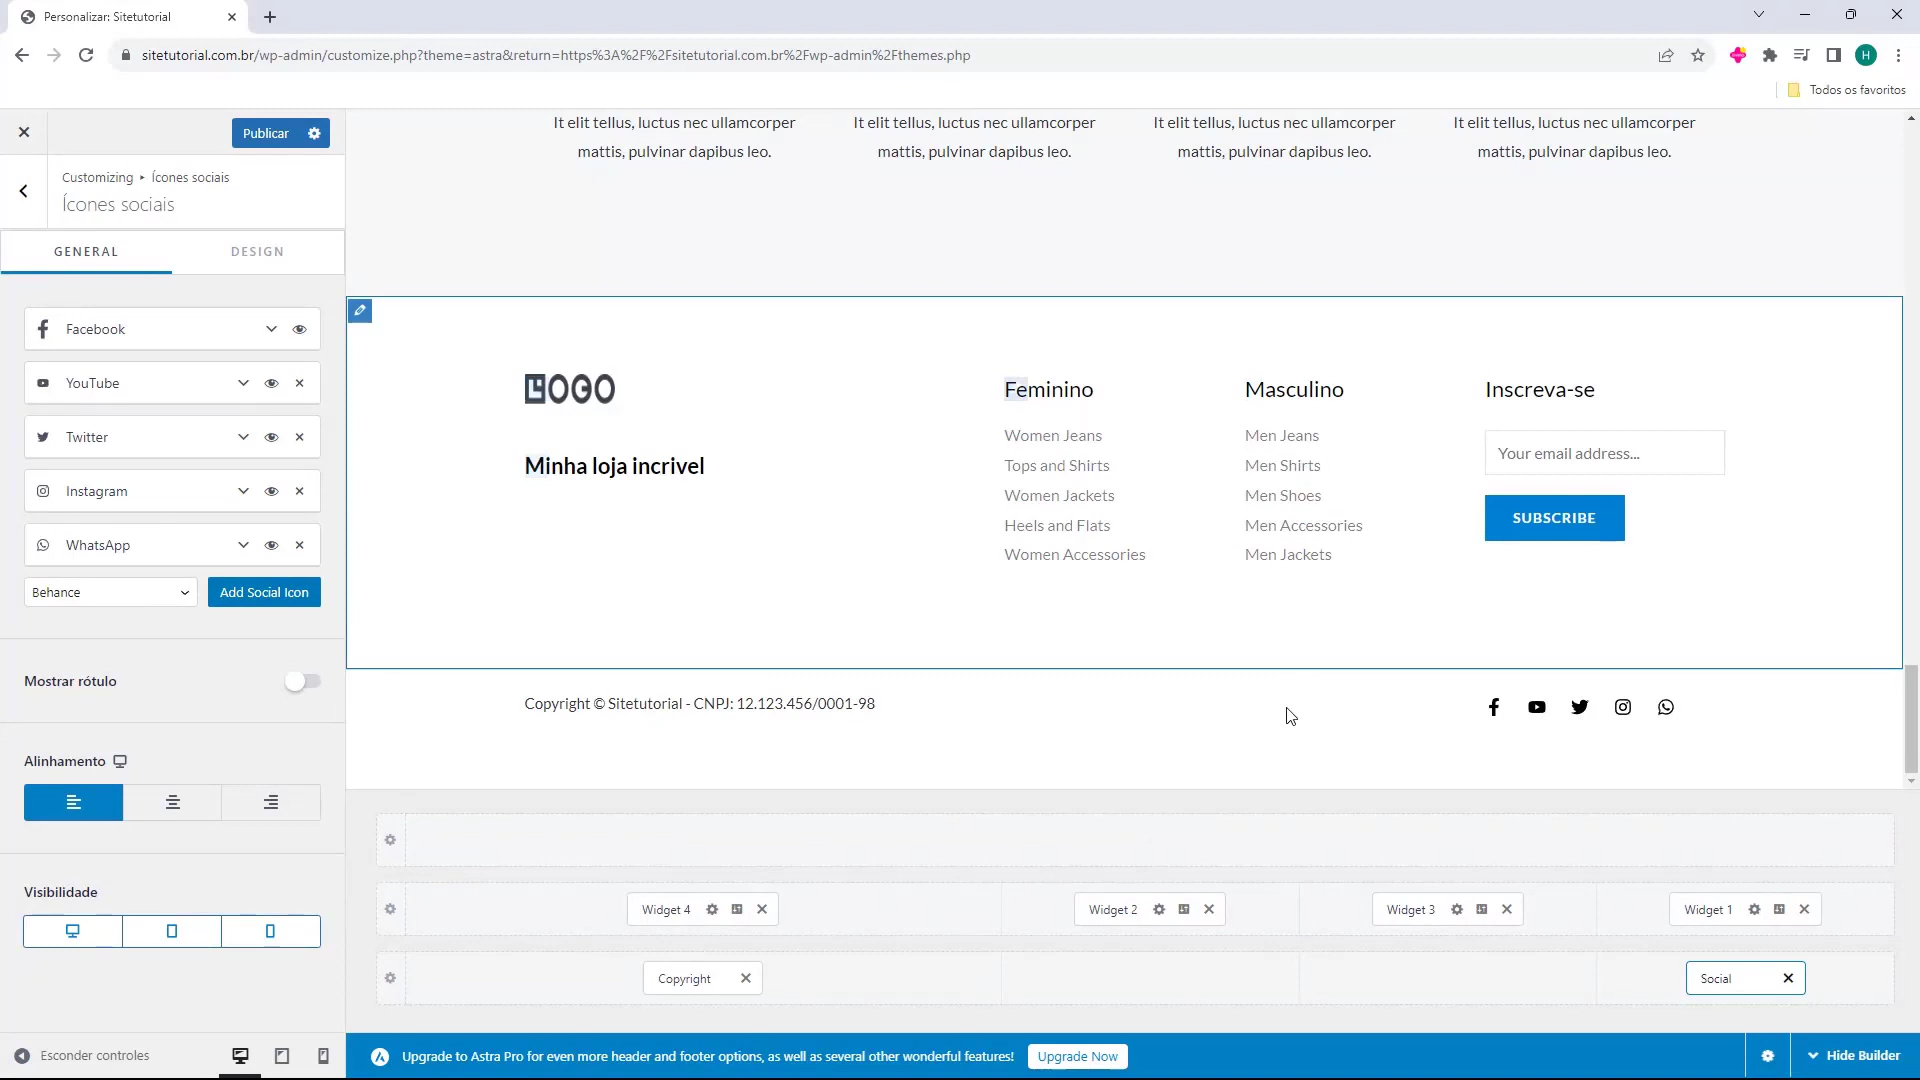 Personalizar: Sitetutorial
sitetutorial.com.br/wp-admin/customize.php?theme=astra&return=https%3A%2F%2Fsitetutorial.com.br%2Fwp-admin%2Fthemes.php
H
Todos os favoritos
Publicar
Customizing ▸ Ícones sociais
Ícones sociais
GENERAL
DESIGN
Facebook
YouTube
Twitter
Instagram
WhatsApp
Behance
Add Social Icon
Mostrar rótulo
Alinhamento
Visibilidade
Esconder controles
It elit tellus, luctus nec ullamcorper
mattis, pulvinar dapibus leo.
It elit tellus, luctus nec ullamcorper
mattis, pulvinar dapibus leo.
It elit tellus, luctus nec ullamcorper
mattis, pulvinar dapibus leo.
It elit tellus, luctus nec ullamcorper
mattis, pulvinar dapibus leo.
LOGO
Minha loja incrivel
Feminino
Women Jeans
Tops and Shirts
Women Jackets
Heels and Flats
Women Accessories
Masculino
Men Jeans
Men Shirts
Men Shoes
Men Accessories
Men Jackets
Inscreva-se
Your email address...
SUBSCRIBE
Copyright © Sitetutorial - CNPJ: 12.123.456/0001-98
Widget 4
Widget 2
Widget 3
Widget 1
Copyright
Social
Upgrade to Astra Pro for even more header and footer options, as well as several other wonderful features!
Upgrade Now
Hide Builder